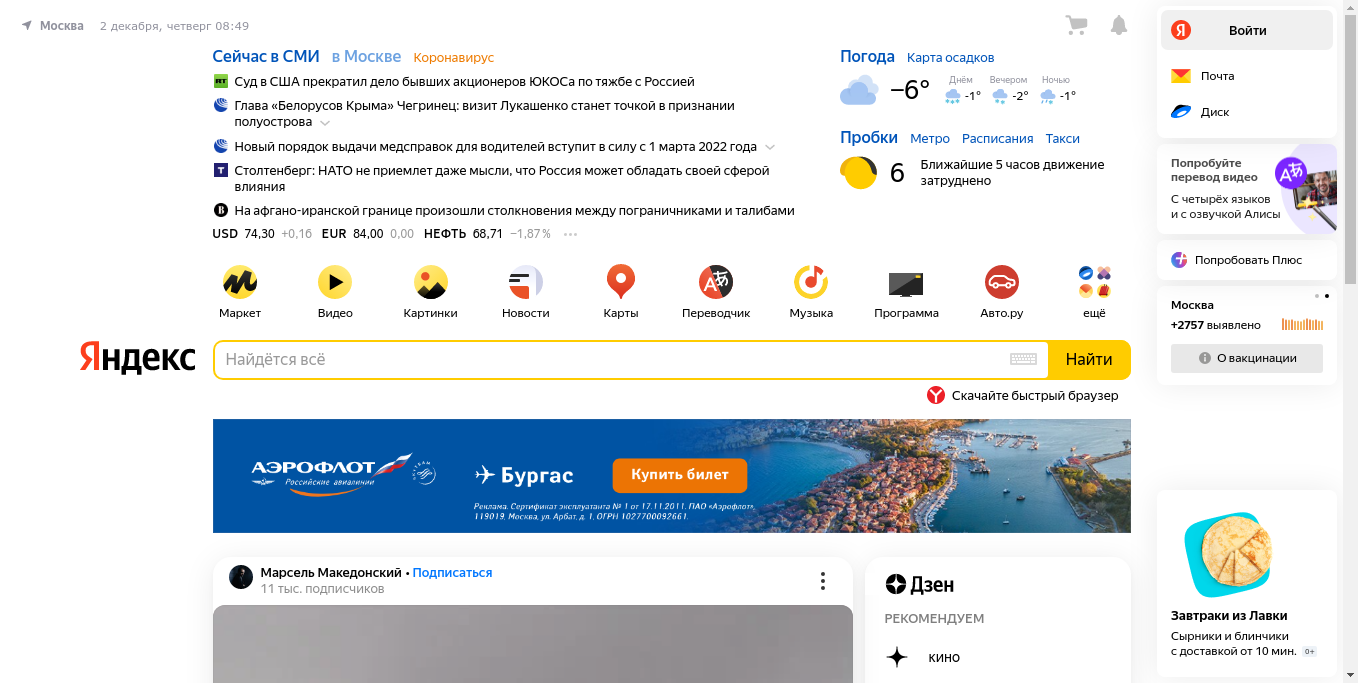 Москва 2 декабря, четверг 08:49
Сейчас в СМИ в Москве Коронавирус
Суд в США прекратил дело бывших акционеров ЮКОСа по тяжбе с Россией
Глава «Белорусов Крыма» Чегринец: визит Лукашенко станет точкой в признании
полуострова
Новый порядок выдачи медсправок для водителей вступит в силу с 1 марта 2022 года
Столтенберг: НАТО не приемлет даже мысли, что Россия может обладать своей сферой
влияния
На афгано-иранской границе произошли столкновения между пограничниками и талибами
USD 74,30 +0,16 EUR 84,00 0,00 НЕФТЬ 68,71 −1,87%
Погода Карта осадков
−6° Днём -1° Вечером -2° Ночью -1°
Пробки Метро Расписания Такси
6 Ближайшие 5 часов движение
затруднено
Я Войти
Почта
Диск
Попробуйте
перевод видео
С четырёх языков
и с озвучкой Алисы
Попробовать Плюс
Москва
+2757 выявлено
О вакцинации
Маркет Видео Картинки Новости Карты Переводчик Музыка Программа Авто.ру ещё
Яндекс Найдётся всё Найти
Скачайте быстрый браузер
АЭРОФЛОТ
Российские авиалинии
SKYTEAM
Бургас Купить билет
Реклама. Сертификат эксплуатанта № 1 от 17.11.2011. ПАО «Аэрофлот»,
119019, Москва, ул. Арбат, д. 1. ОГРН 1027700092661.
Марсель Македонский • Подписаться
11 тыс. подписчиков
Дзен
РЕКОМЕНДУЕМ
кино
Завтраки из Лавки
Сырники и блинчики
с доставкой от 10 мин. 0+